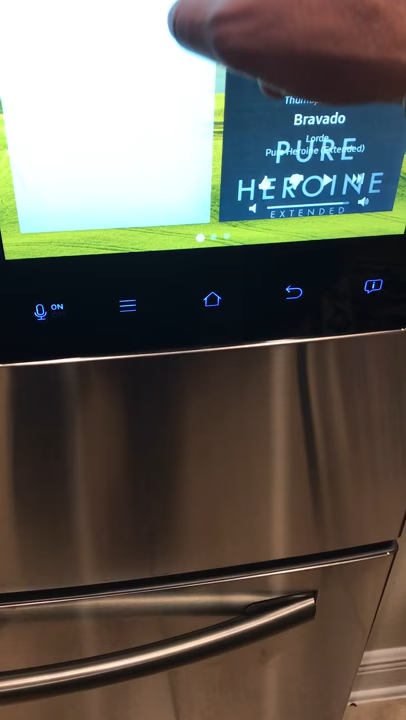 Bravado
Lorde
Pure Heroine (Extended)
PURE
HEROINE
EXTENDED
ON